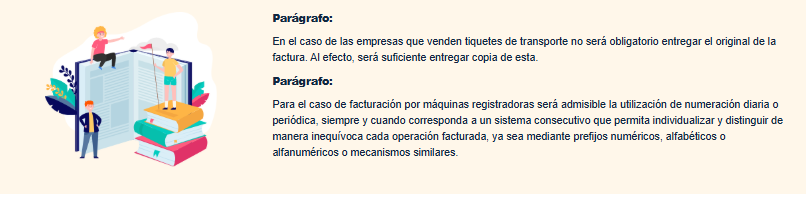 Parágrafo:
En el caso de las empresas que venden tiquetes de transporte no será obligatorio entregar el original de la
factura. Al efecto, será suficiente entregar copia de esta.
Parágrafo:
Para el caso de facturación por máquinas registradoras será admisible la utilización de numeración diaria o
periódica, siempre y cuando corresponda a un sistema consecutivo que permita individualizar y distinguir de
manera inequívoca cada operación facturada, ya sea mediante prefijos numéricos, alfabéticos o
alfanuméricos o mecanismos similares.